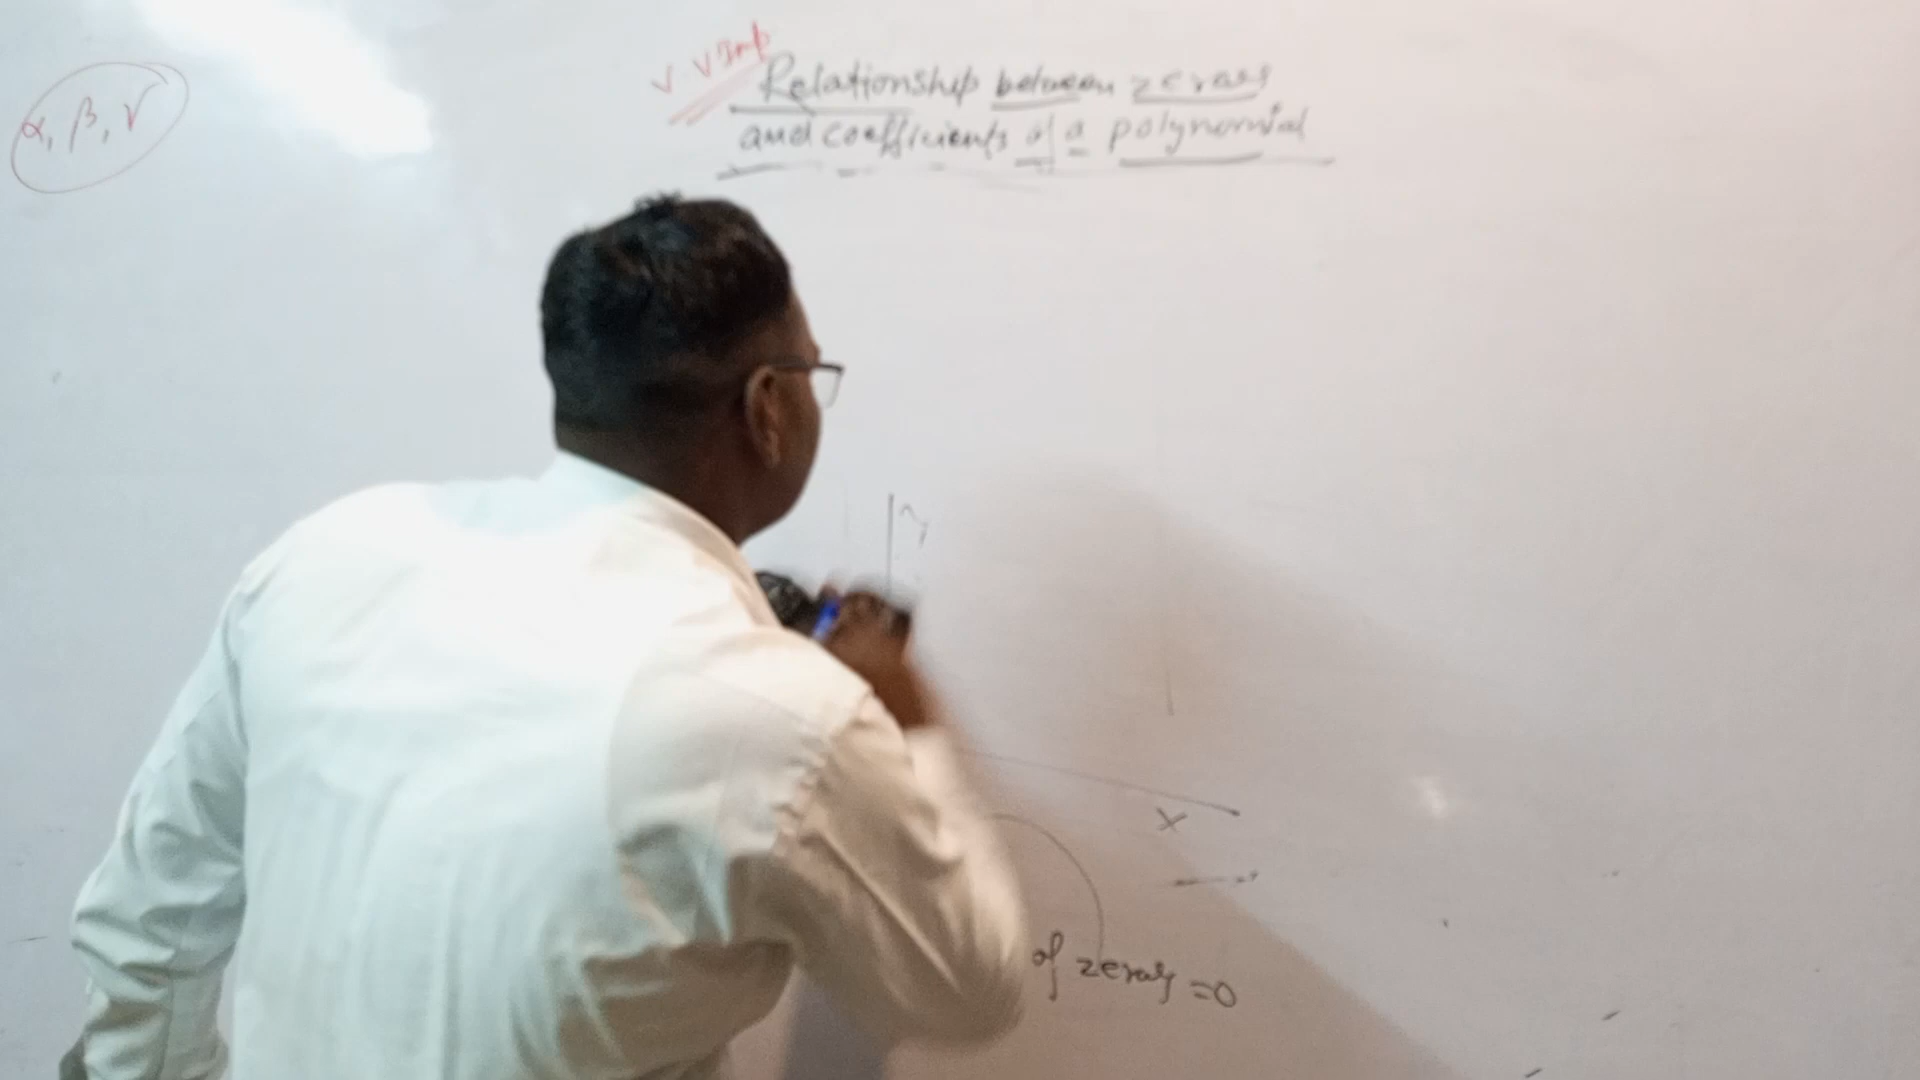 V. V Imp
Relationship between zeroes
and coefficients of a polynomial
α, β, γ
y
X
of zeroes =0